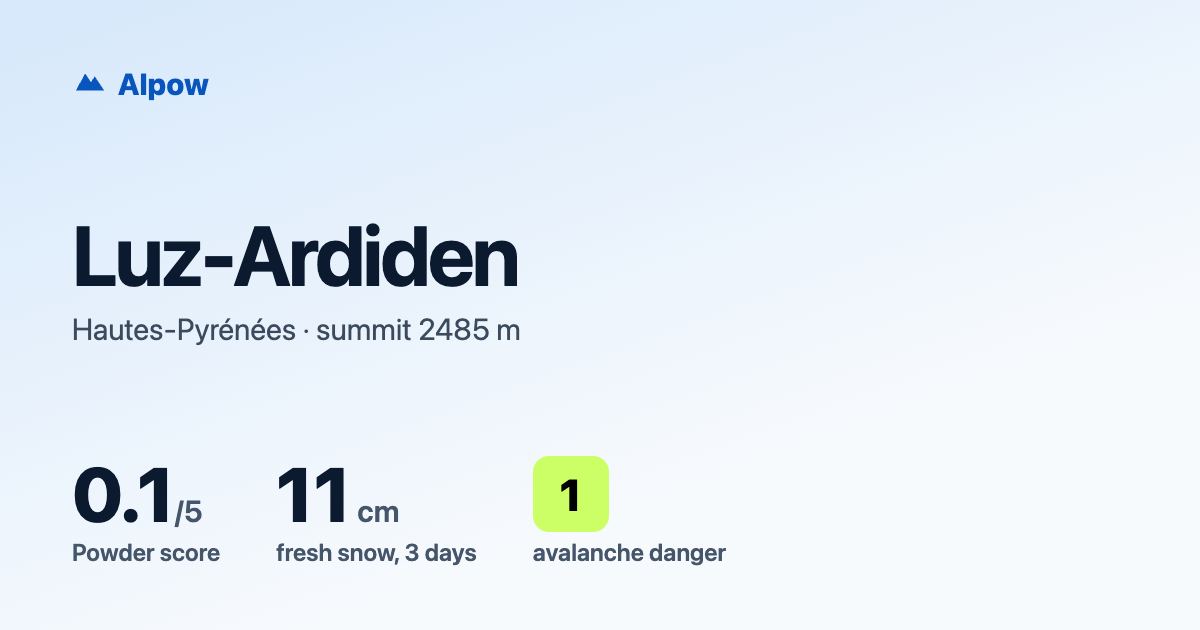 Alpow
Luz-Ardiden
Hautes-Pyrénées · summit 2485 m
0.1/5
Powder score
11 cm
fresh snow, 3 days
1
avalanche danger